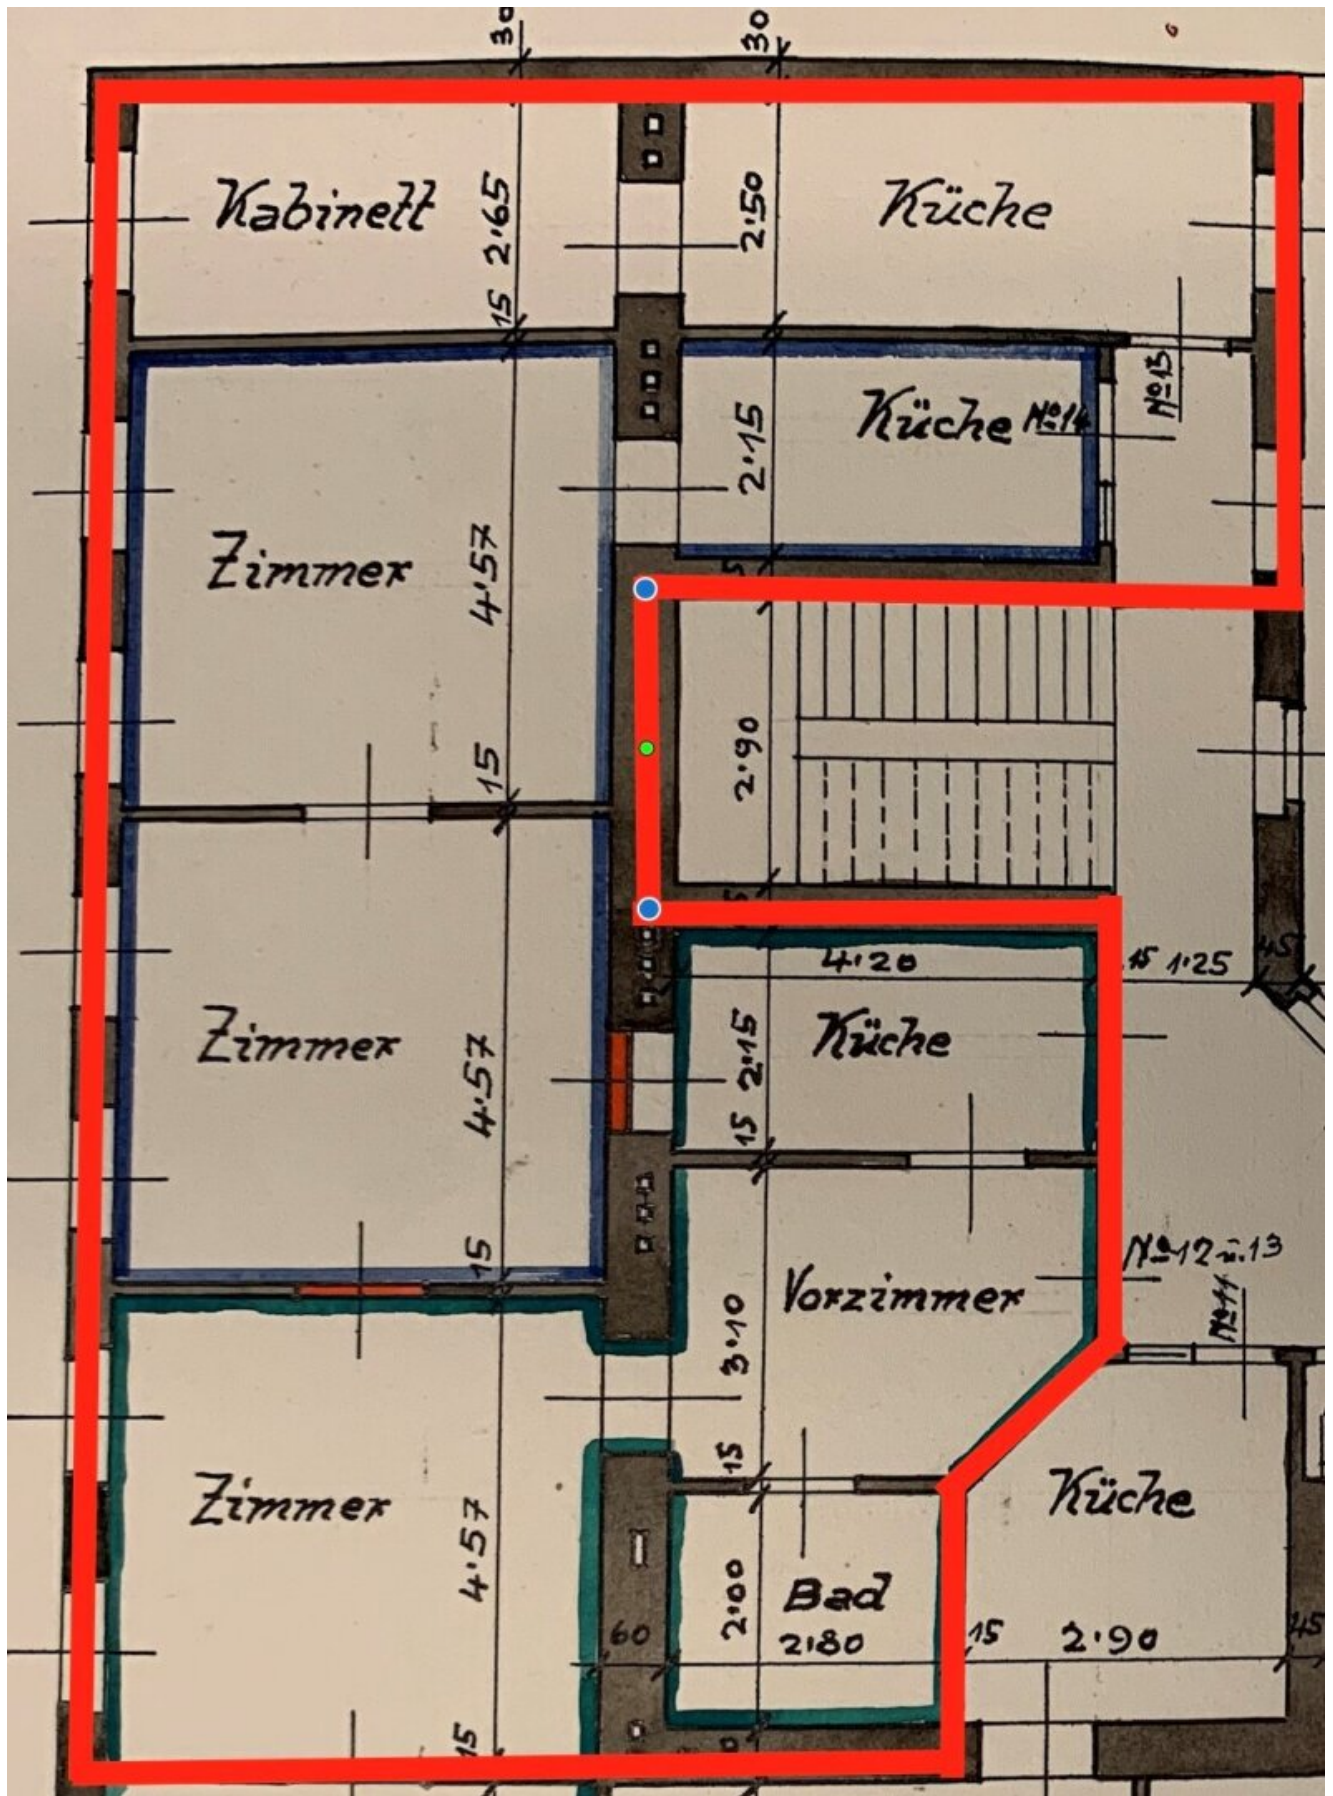 30 30
Kabinett 2·65 2·50 Küche
15
Küche No 14 No 13
2·15
Zimmer 4·57
15 2·90
4·20 15 1·25 45
Zimmer 4·57 2·15 Küche
15
15 3·10 Vorzimmer No 12 u. 13
No 11
15
Zimmer 4·57 Küche
2·00 Bad
60 2·80 15 2·90 45
15